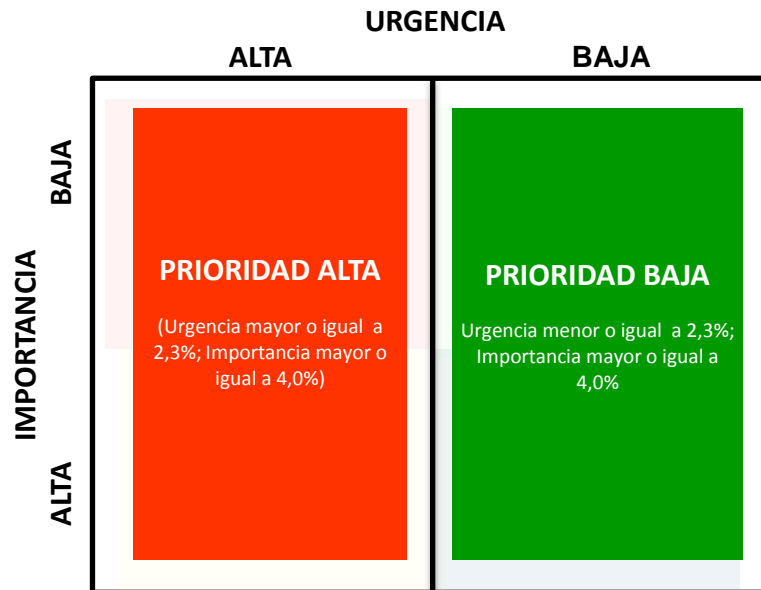 URGENCIA
ALTA
BAJA
IMPORTANCIA
BAJA
ALTA
PRIORIDAD ALTA
(Urgencia mayor o igual a
2,3%; Importancia mayor o
igual a 4,0%)
PRIORIDAD BAJA
Urgencia menor o igual a 2,3%;
Importancia mayor o igual a
4,0%